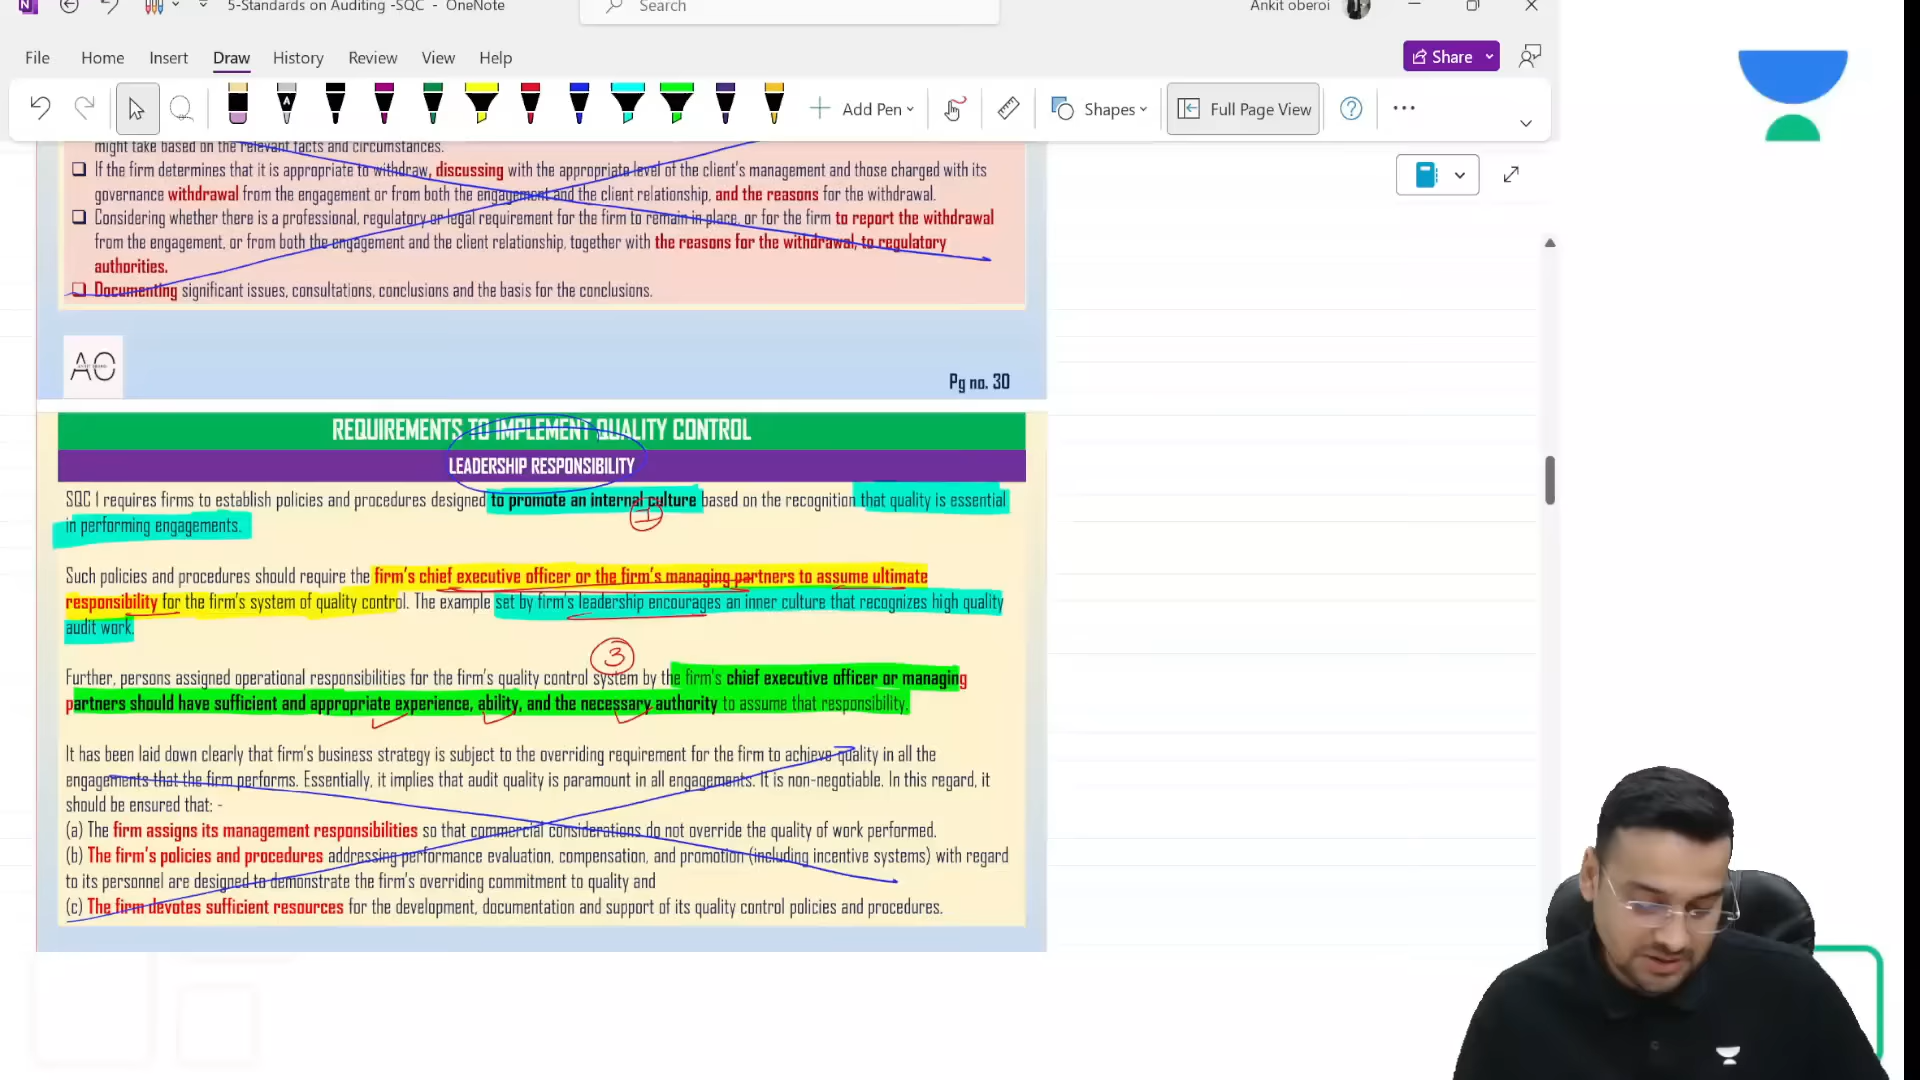 5-Standards on Auditing -SQC - OneNote
Search
Ankit oberoi
File Home Insert Draw History Review View Help
Share
Add Pen
Shapes
Full Page View
might take based on the relevant facts and circumstances.
If the firm determines that it is appropriate to withdraw, discussing with the appropriate level of the client's management and those charged with its
governance withdrawal from the engagement or from both the engagement and the client relationship, and the reasons for the withdrawal.
Considering whether there is a professional, regulatory or legal requirement for the firm to remain in place, or for the firm to report the withdrawal
from the engagement, or from both the engagement and the client relationship, together with the reasons for the withdrawal, to regulatory
authorities.
Documenting significant issues, consultations, conclusions and the basis for the conclusions.
AO
Pg no. 30
REQUIREMENTS TO IMPLEMENT QUALITY CONTROL
LEADERSHIP RESPONSIBILITY
SQC 1 requires firms to establish policies and procedures designed to promote an internal culture based on the recognition that quality is essential
in performing engagements.
1
Such policies and procedures should require the firm's chief executive officer or the firm's managing partners to assume ultimate
responsibility for the firm's system of quality control. The example set by firm's leadership encourages an inner culture that recognizes high quality
audit work.
3
Further, persons assigned operational responsibilities for the firm's quality control system by the firm's chief executive officer or managing
partners should have sufficient and appropriate experience, ability, and the necessary authority to assume that responsibility.
It has been laid down clearly that firm's business strategy is subject to the overriding requirement for the firm to achieve quality in all the
engagements that the firm performs. Essentially, it implies that audit quality is paramount in all engagements. It is non-negotiable. In this regard, it
should be ensured that: -
(a) The firm assigns its management responsibilities so that commercial considerations do not override the quality of work performed.
(b) The firm's policies and procedures addressing performance evaluation, compensation, and promotion (including incentive systems) with regard
to its personnel are designed to demonstrate the firm's overriding commitment to quality and
(c) The firm devotes sufficient resources for the development, documentation and support of its quality control policies and procedures.